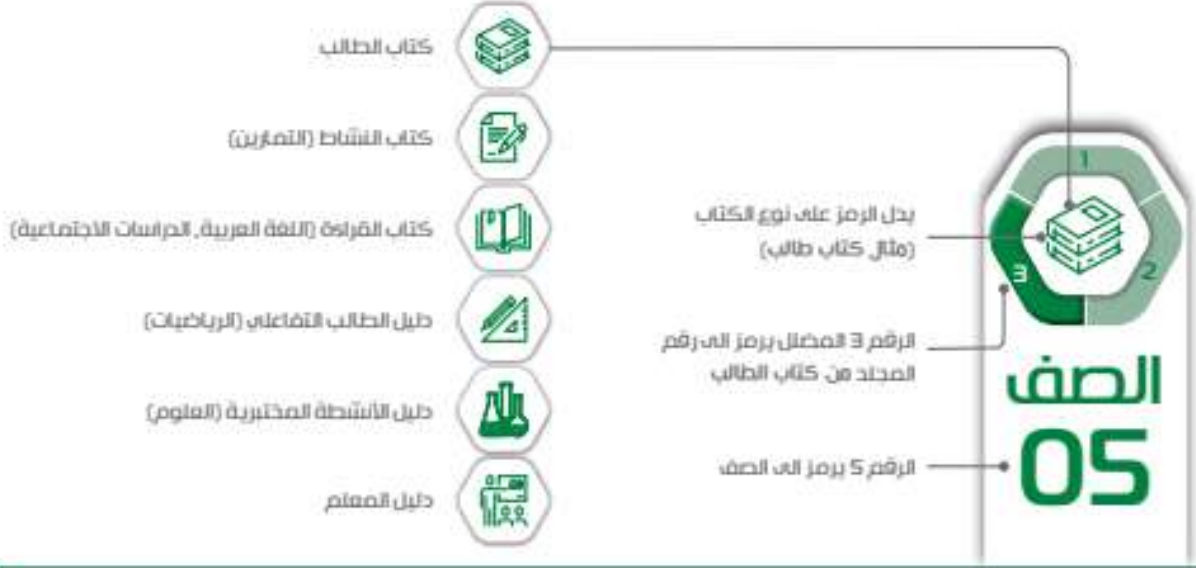 1
2
3
الصف
05
يدل الرمز على نوع الكتاب
(مثال كتاب طالب)
الرقم 3 المضلل يرمز الى رقم
المجلد من كتاب الطالب
الرقم 5 يرمز الى الصف
كتاب الطالب
كتاب النشاط (التمارين)
كتاب القراءة (اللغة العربية, الدراسات الاجتماعية)
دليل الطالب التفاعلي (الرياضيات)
دليل الأنشطة المختبرية (العلوم)
دليل المعلم